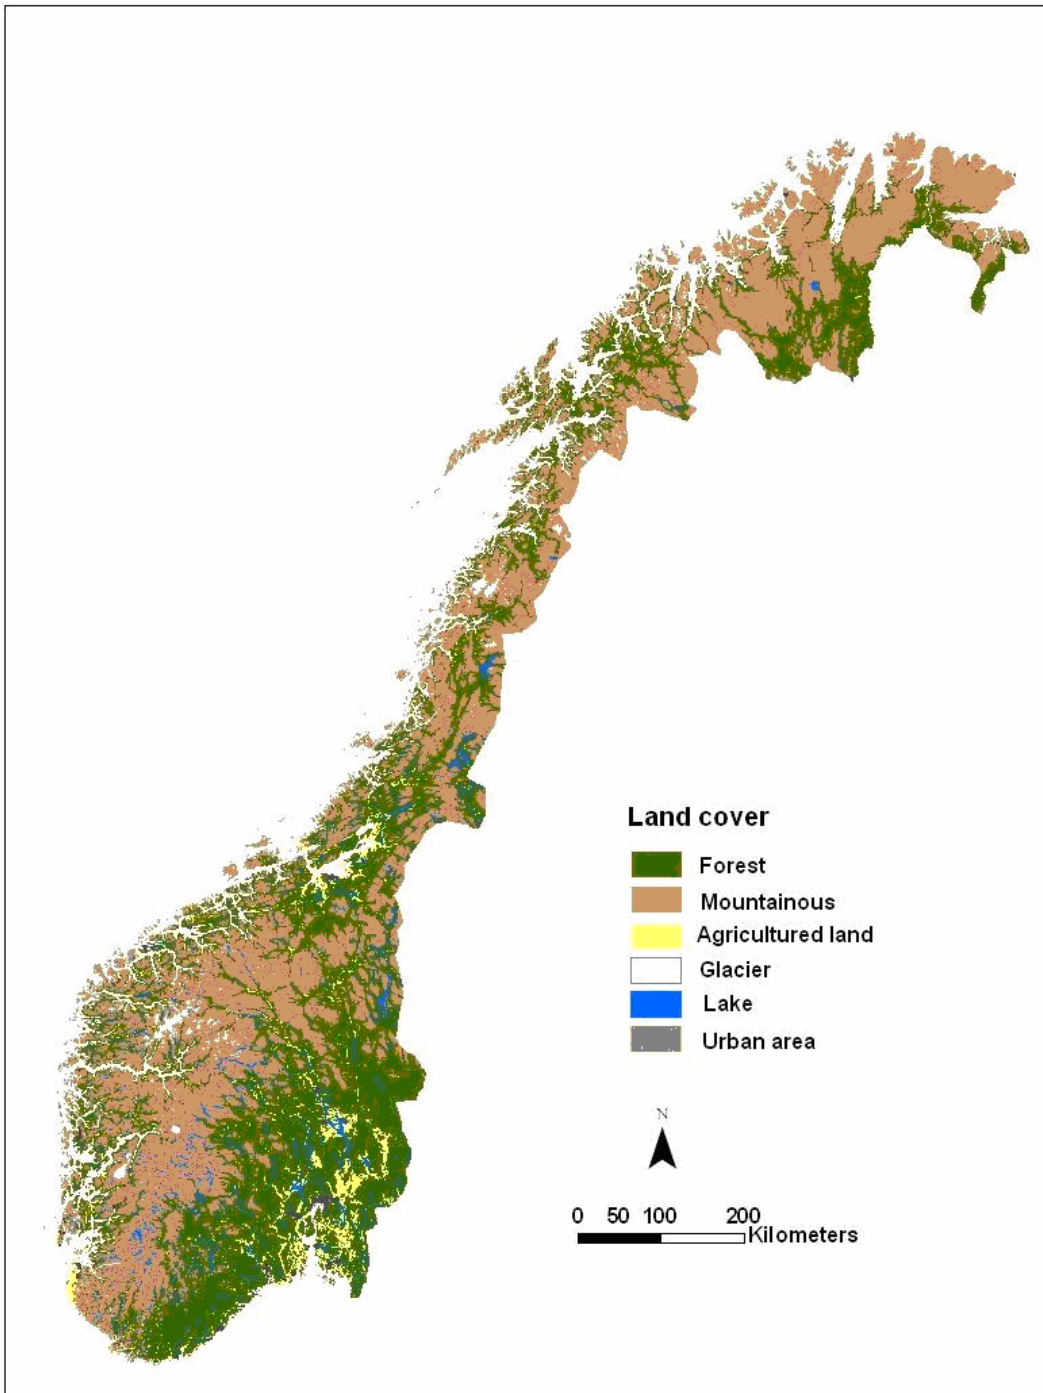 Land cover
Forest
Mountainous
Agricultured land
Glacier
Lake
Urban area
N
0 50 100 200
Kilometers